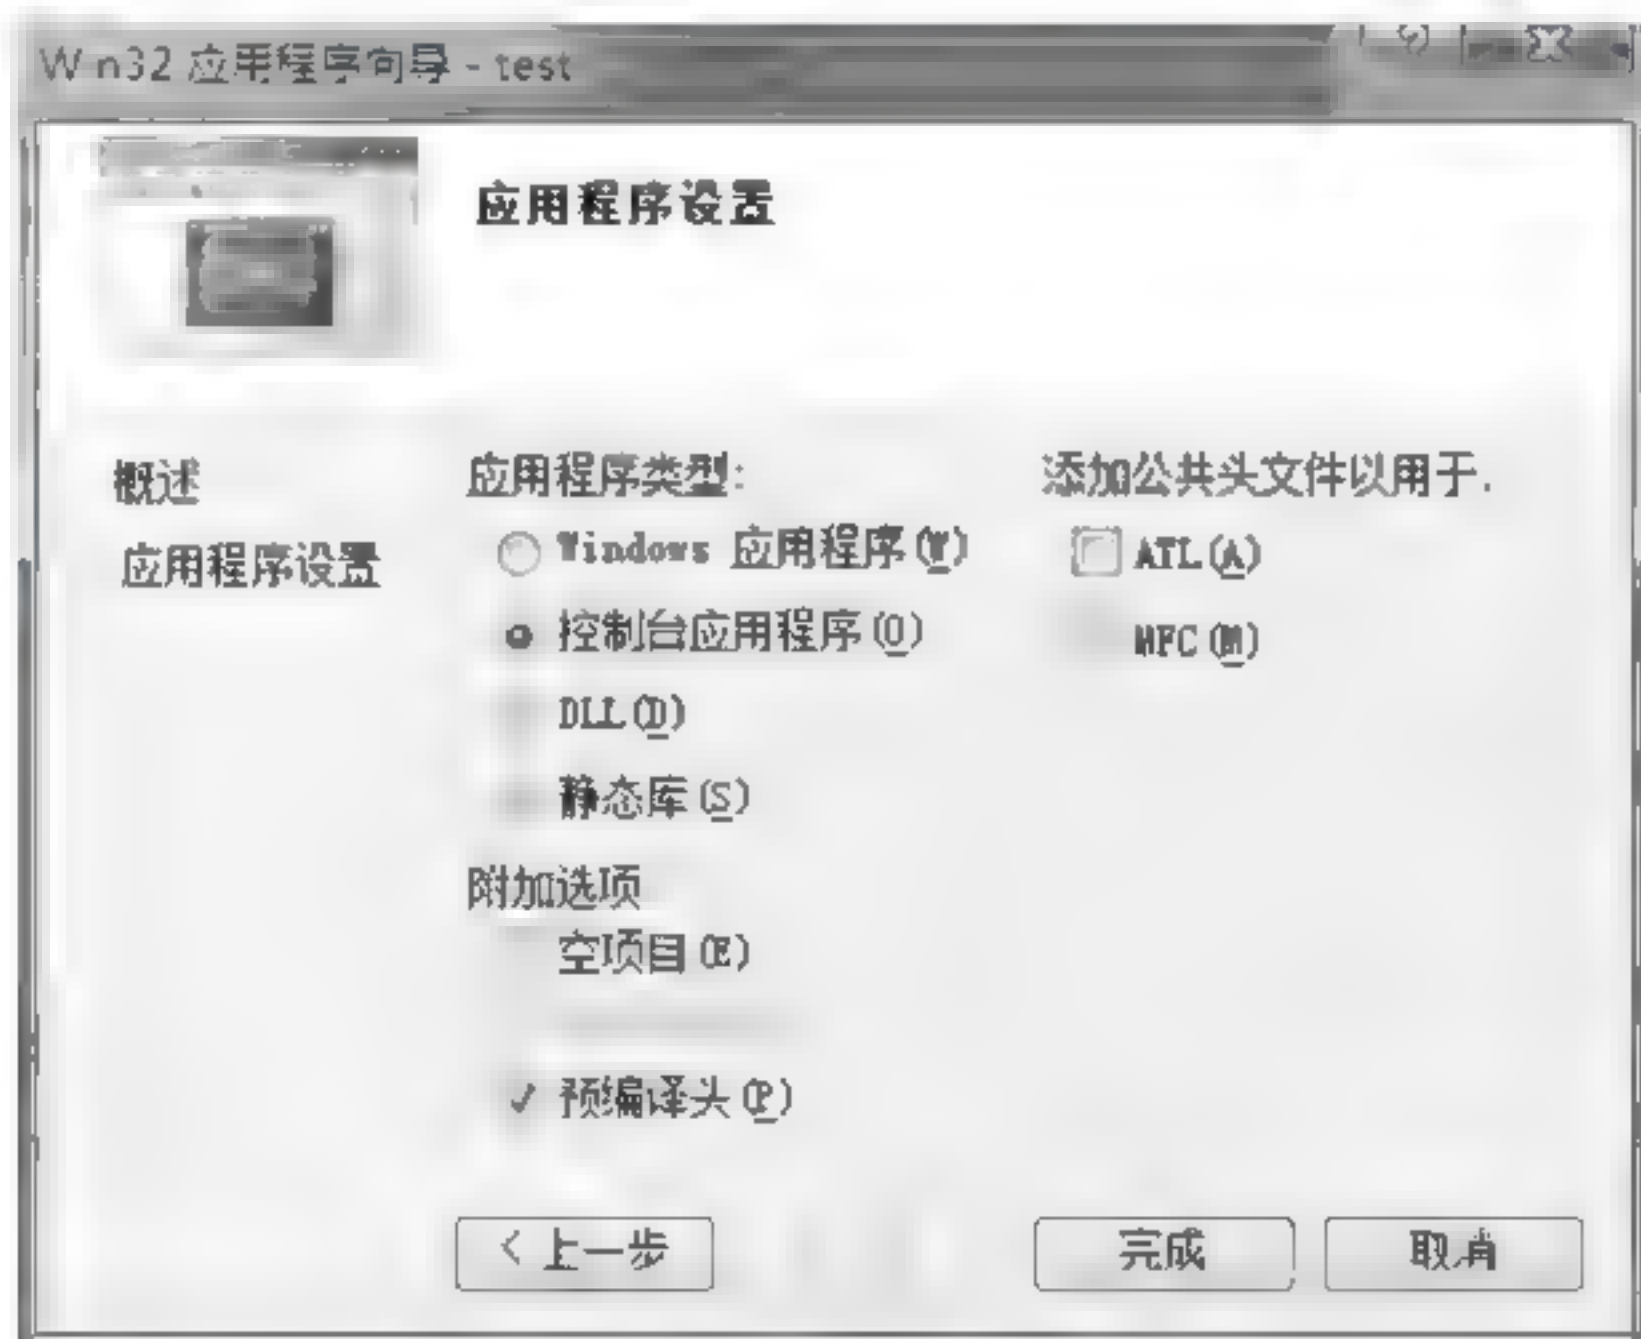 Win32 应用程序向导 - test
应用程序设置
概述
应用程序设置
应用程序类型:
Windows 应用程序(W)
控制台应用程序(O)
DLL(D)
静态库(S)
附加选项
空项目(E)
预编译头(P)
添加公共头文件以用于.
ATL(A)
MFC(M)
< 上一步
完成
取消